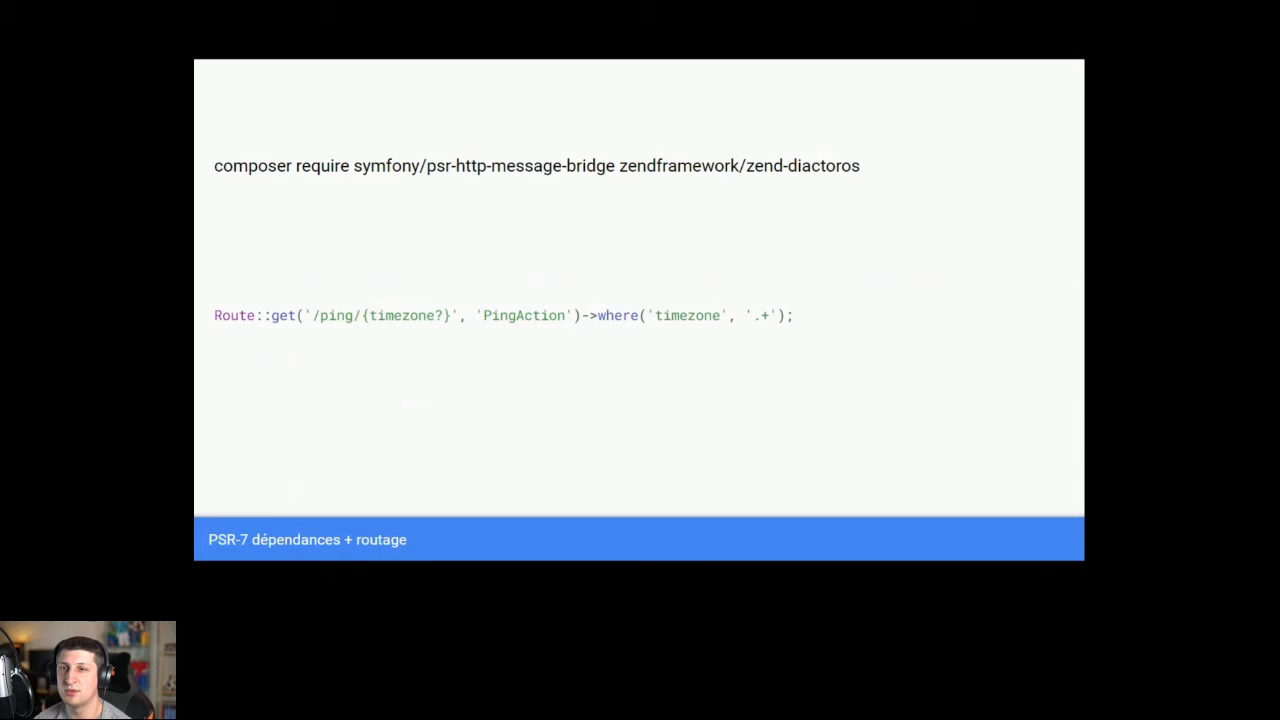 composer require symfony/psr-http-message-bridge zendframework/zend-diactoros
Route::get('/ping/{timezone?}', 'PingAction')->where('timezone', '.+');
PSR-7 dépendances + routage